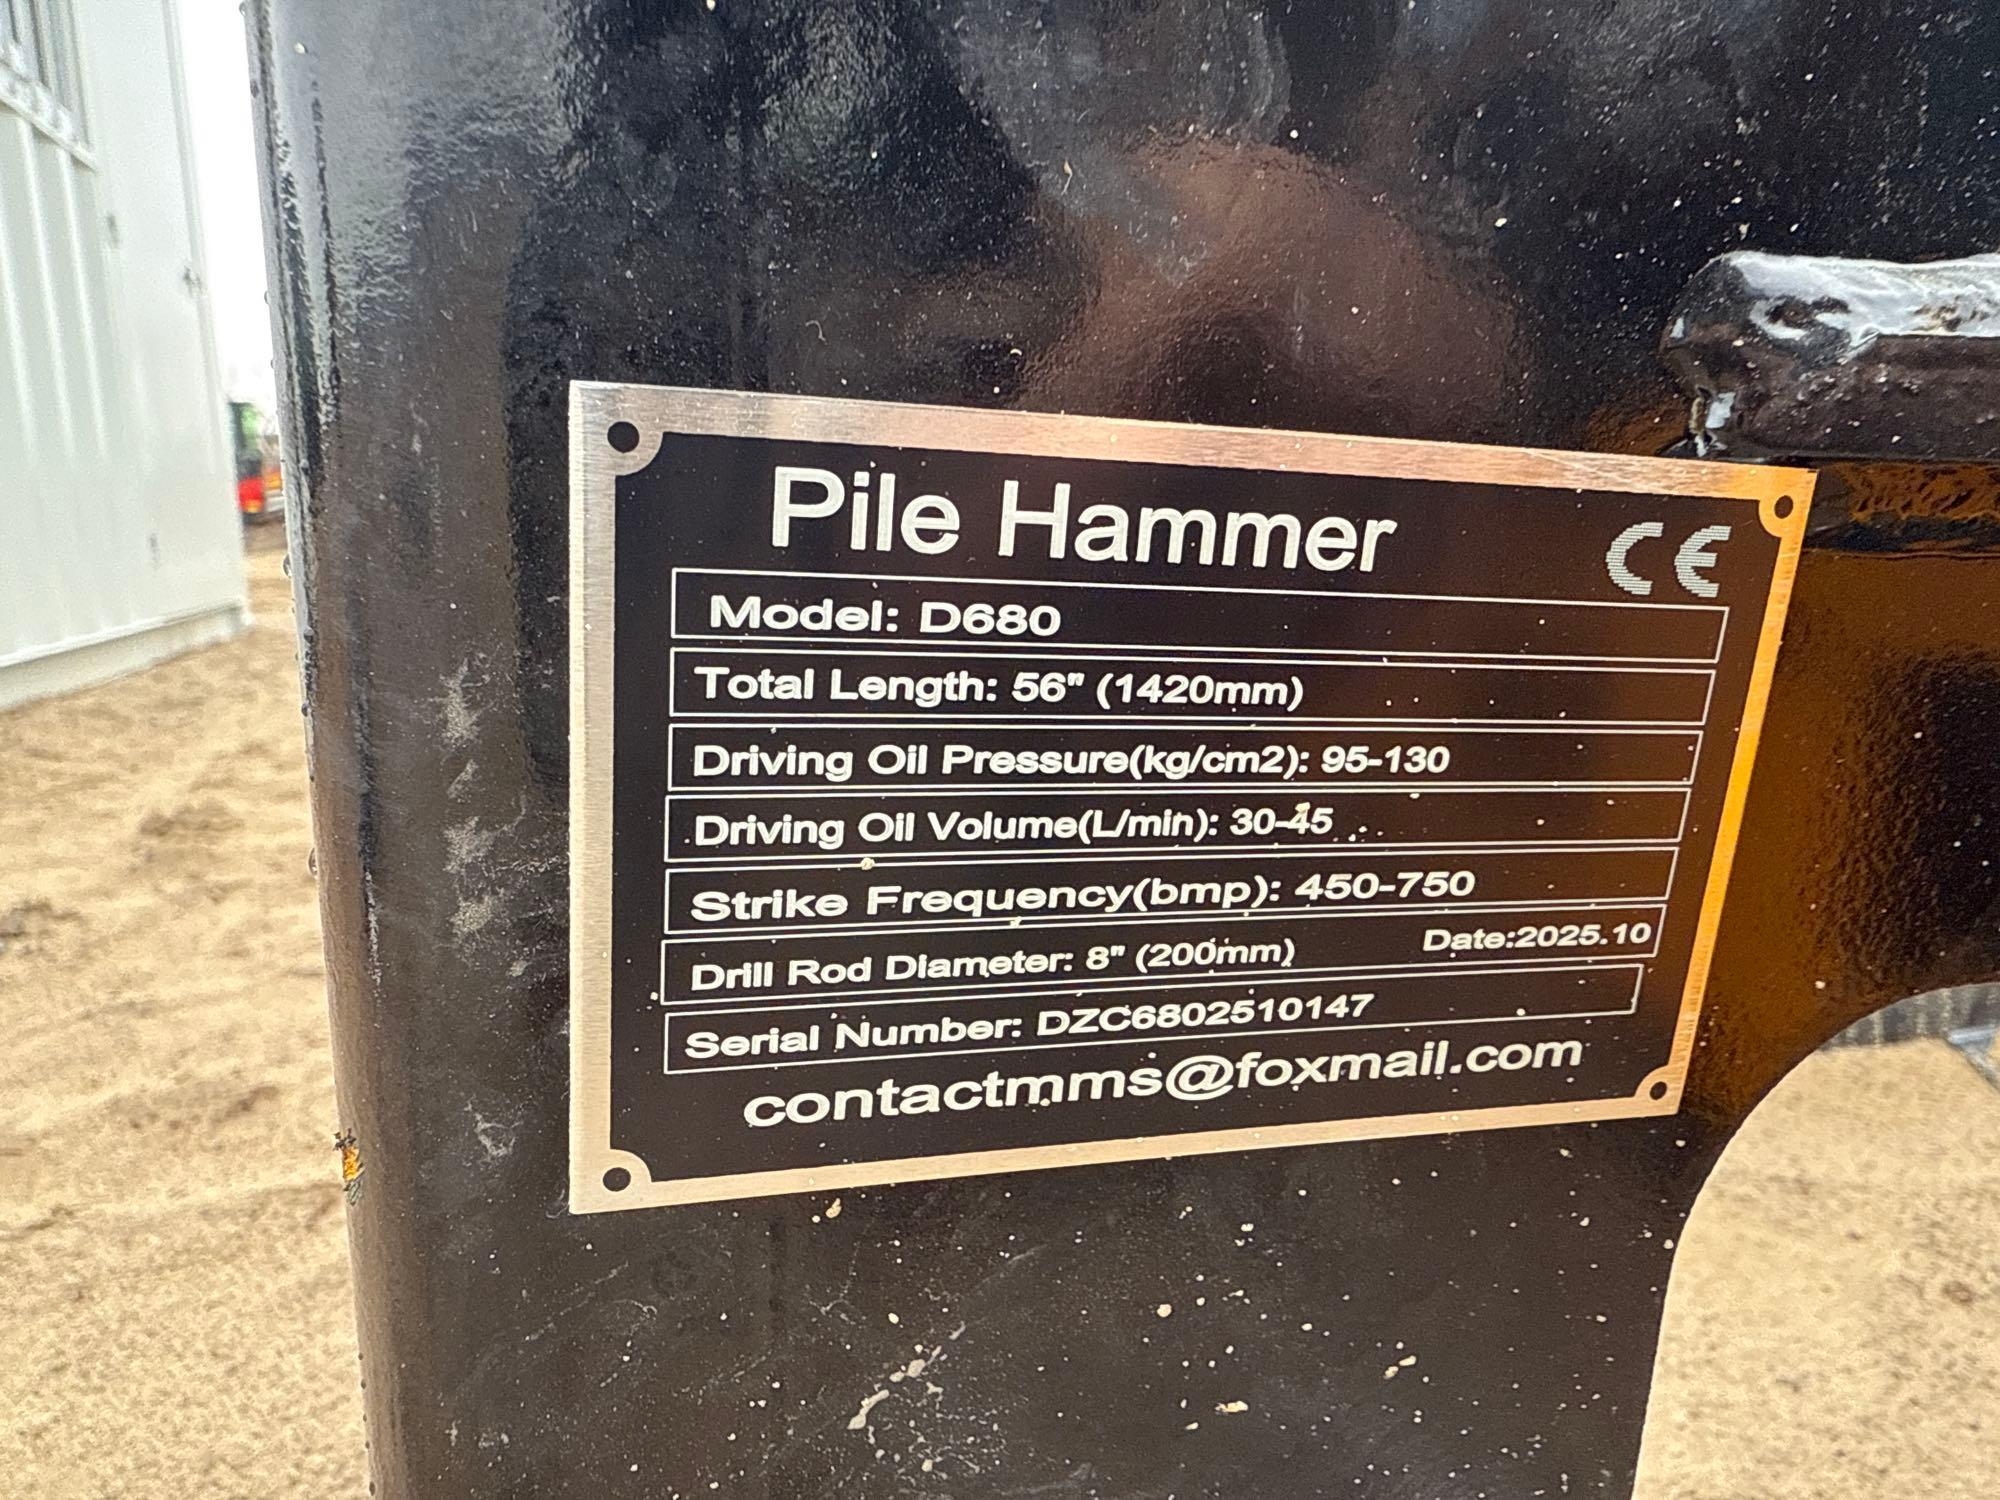 Pile Hammer
CE
Model: D680
Total Length: 56" (1420mm)
Driving Oil Pressure(kg/cm2): 95-130
Driving Oil Volume(L/min): 30-45
Strike Frequency(bmp): 450-750
Drill Rod Diameter: 8" (200mm) Date:2025.10
Serial Number: DZC6802510147
contactmms@foxmail.com